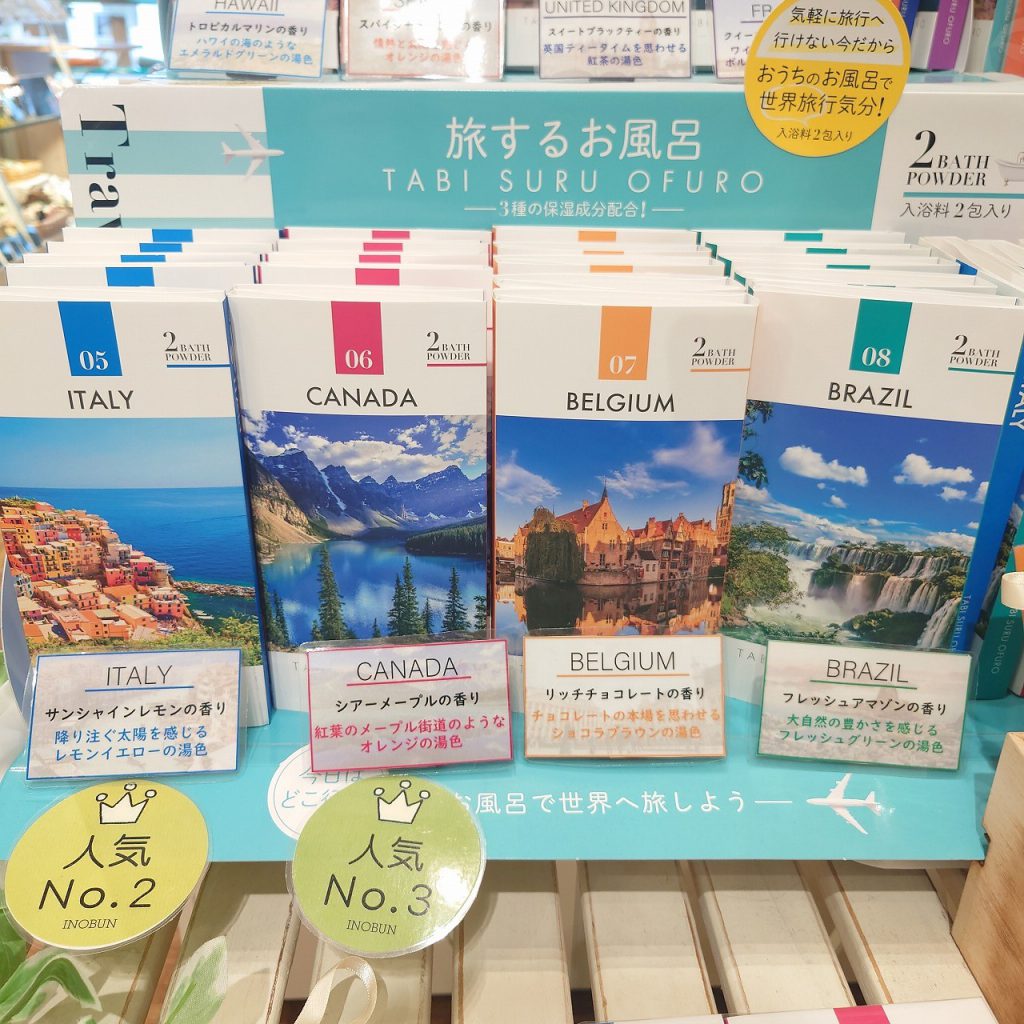 HAWAII
トロピカルマリンの香り
ハワイの海のような
エメラルドグリーンの湯色
オレンジの湯色
UNITED KINGDOM
スイートブラックティーの香り
英国ティータイムを思わせる
紅茶の湯色
気軽に旅行へ
行けない今だから
おうちのお風呂で
世界旅行気分!
入浴料2包入り
旅するお風呂
TABI SURU OFURO
3種の保湿成分配合!
2 BATH
POWDER
入浴料2包入り
05
2 BATH
POWDER
ITALY
06
2 BATH
POWDER
CANADA
07
2 BATH
POWDER
BELGIUM
08
2 BATH
POWDER
BRAZIL
ITALY
サンシャインレモンの香り
降り注ぐ太陽を感じる
レモンイエローの湯色
CANADA
シアーメープルの香り
紅葉のメープル街道のような
オレンジの湯色
BELGIUM
リッチチョコレートの香り
チョコレートの本場を思わせる
ショコラブラウンの湯色
BRAZIL
フレッシュアマゾンの香り
大自然の豊かさを感じる
フレッシュグリーンの湯色
お風呂で世界へ旅しよう
人気
No.2
INOBUN
人気
No.3
INOBUN